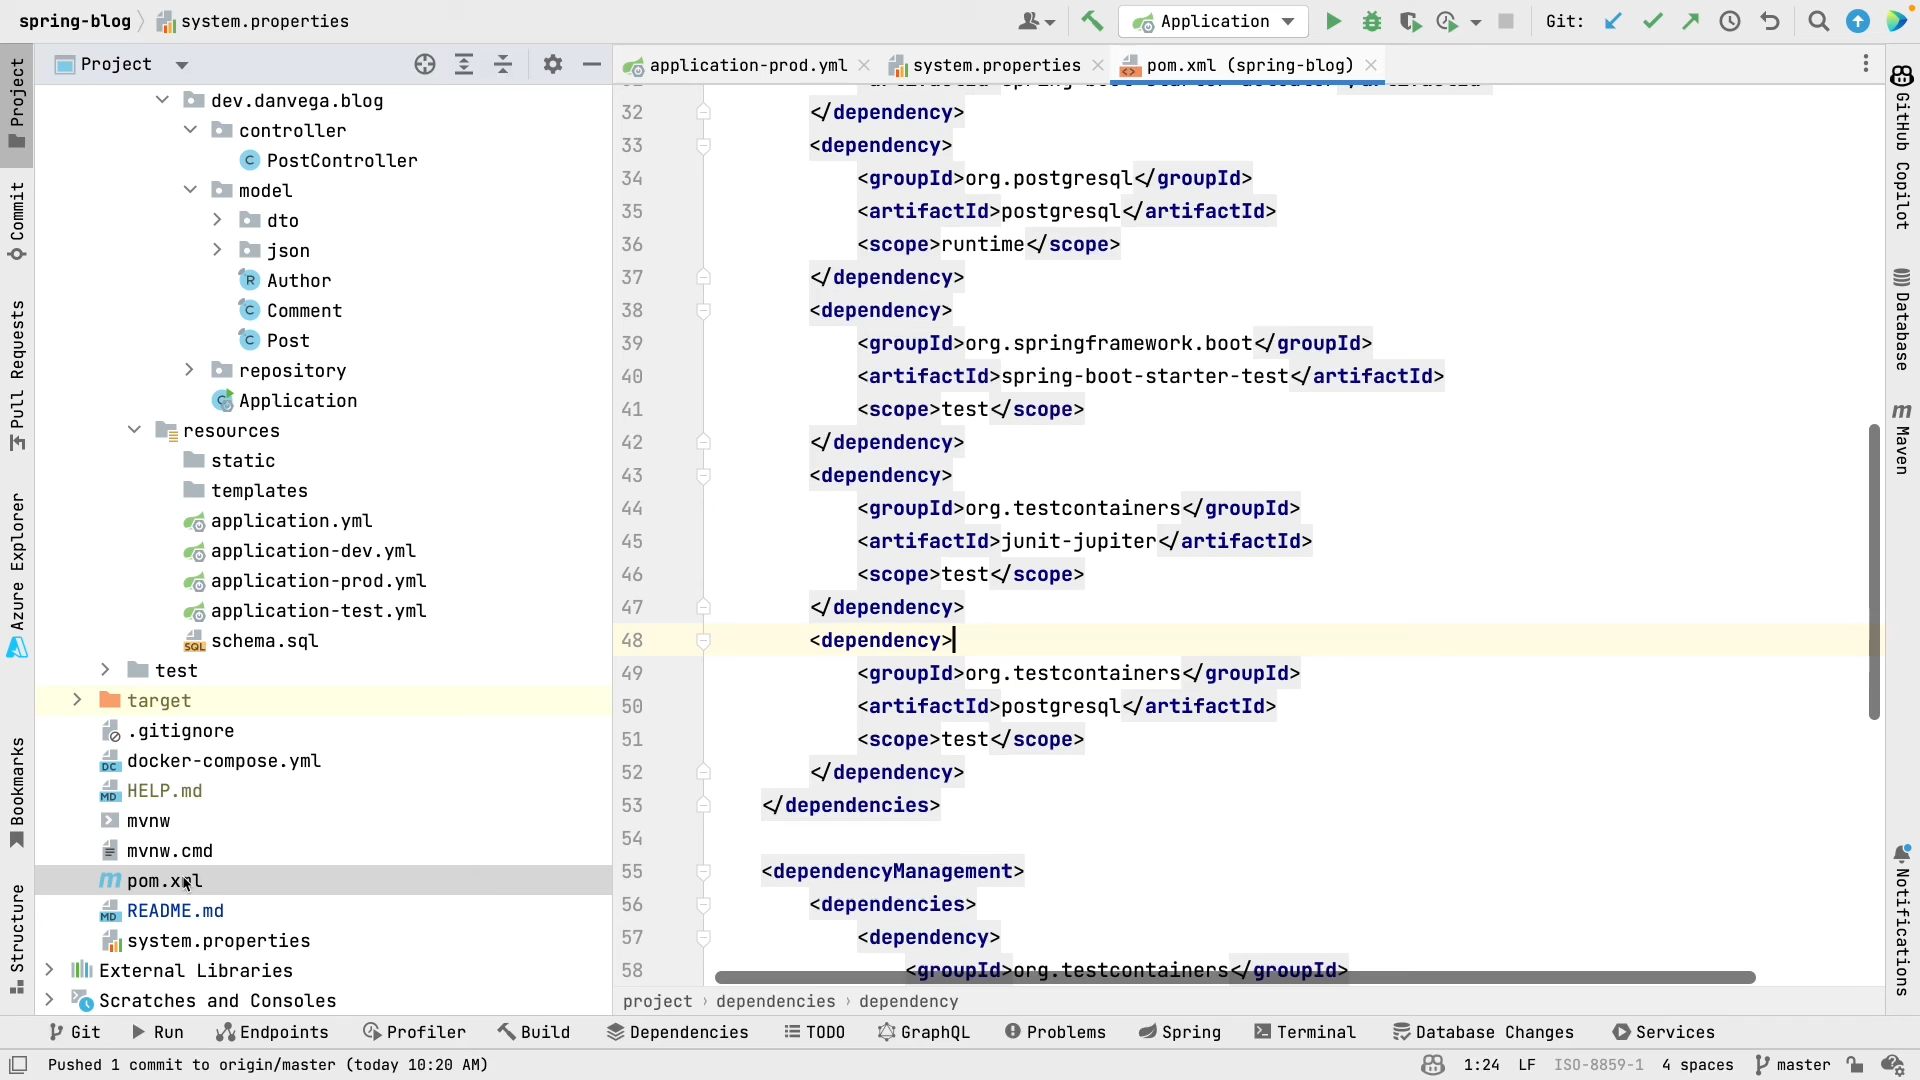 spring-blog system.properties
Application
Git:
Project
application-prod.yml
system.properties
pom.xml (spring-blog)
Project
Commit
Pull Requests
Azure Explorer
Bookmarks
Structure
dev.danvega.blog
controller
PostController
model
dto
json
Author
Comment
Post
repository
Application
resources
static
templates
application.yml
application-dev.yml
application-prod.yml
application-test.yml
schema.sql
test
target
.gitignore
docker-compose.yml
HELP.md
mvnw
mvnw.cmd
pom.xml
README.md
system.properties
External Libraries
Scratches and Consoles
32 </dependency>
33 <dependency>
34 <groupId>org.postgresql</groupId>
35 <artifactId>postgresql</artifactId>
36 <scope>runtime</scope>
37 </dependency>
38 <dependency>
39 <groupId>org.springframework.boot</groupId>
40 <artifactId>spring-boot-starter-test</artifactId>
41 <scope>test</scope>
42 </dependency>
43 <dependency>
44 <groupId>org.testcontainers</groupId>
45 <artifactId>junit-jupiter</artifactId>
46 <scope>test</scope>
47 </dependency>
48 <dependency>
49 <groupId>org.testcontainers</groupId>
50 <artifactId>postgresql</artifactId>
51 <scope>test</scope>
52 </dependency>
53 </dependencies>
54
55 <dependencyManagement>
56 <dependencies>
57 <dependency>
58 <groupId>org.testcontainers</groupId>
project › dependencies › dependency
GitHub Copilot
Database
Maven
Notifications
Git Run Endpoints Profiler Build Dependencies TODO GraphQL Problems Spring Terminal Database Changes Services
Pushed 1 commit to origin/master (today 10:20 AM)
1:24 LF ISO-8859-1 4 spaces master